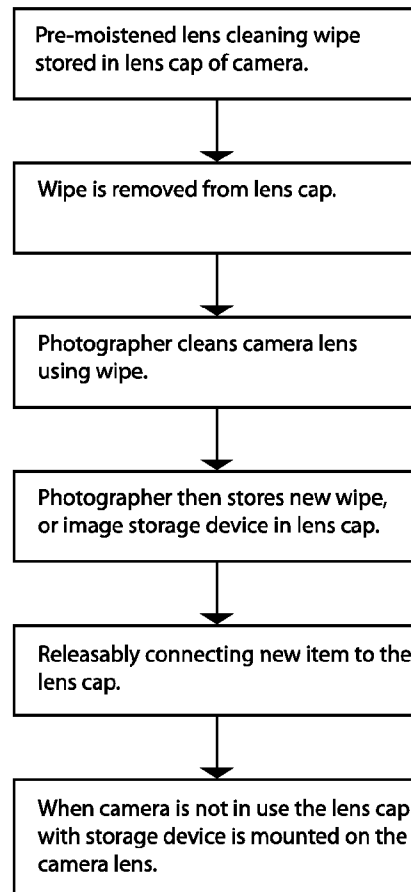 Pre-moistened lens cleaning wipe
stored in lens cap of camera.
Wipe is removed from lens cap.
Photographer cleans camera lens
using wipe.
Photographer then stores new wipe,
or image storage device in lens cap.
Releasably connecting new item to the
lens cap.
When camera is not in use the lens cap
with storage device is mounted on the
camera lens.